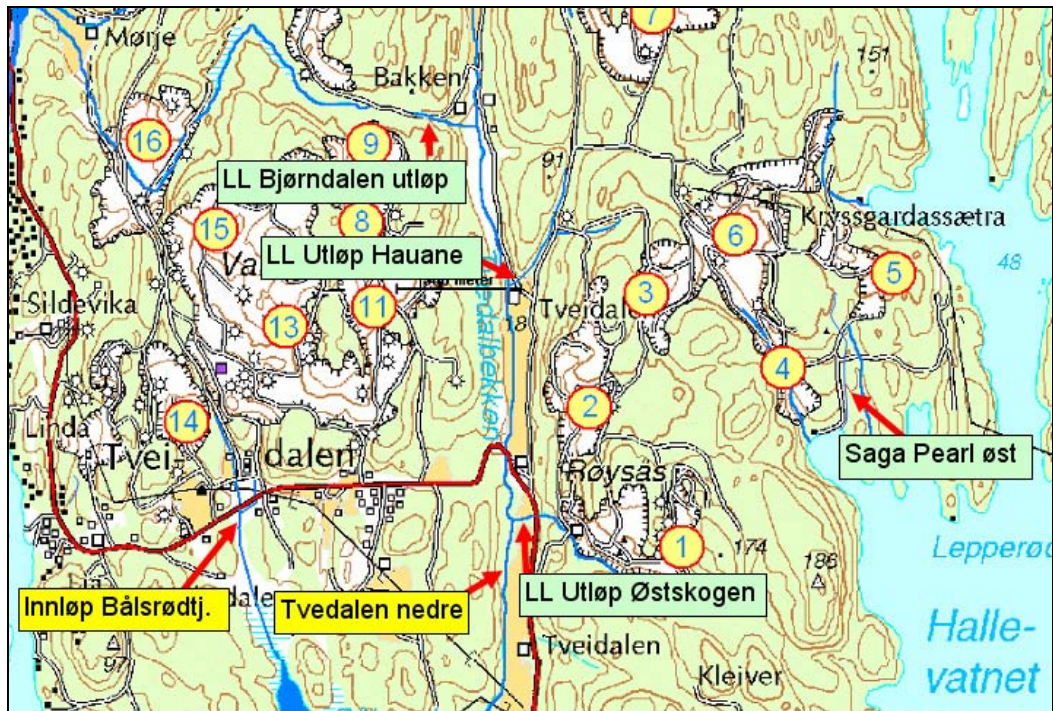 7
Mørje
151
Bakken
16
9
91
LL Bjørndalen utløp
Kryssgardassætra
15
8
6
Va
LL Utløp Hauane
5
48
3
Sildevika
11
Tveidalen
18
13
4
2
Linda
14
Tvei-
dalen
Saga Pearl øst
Røysås
1
174
186
Innløp Bålsrødtj.
Tvedalen nedre
LL Utløp Østskogen
Halle-
vatnet
Tveidalen
97
Kleiver